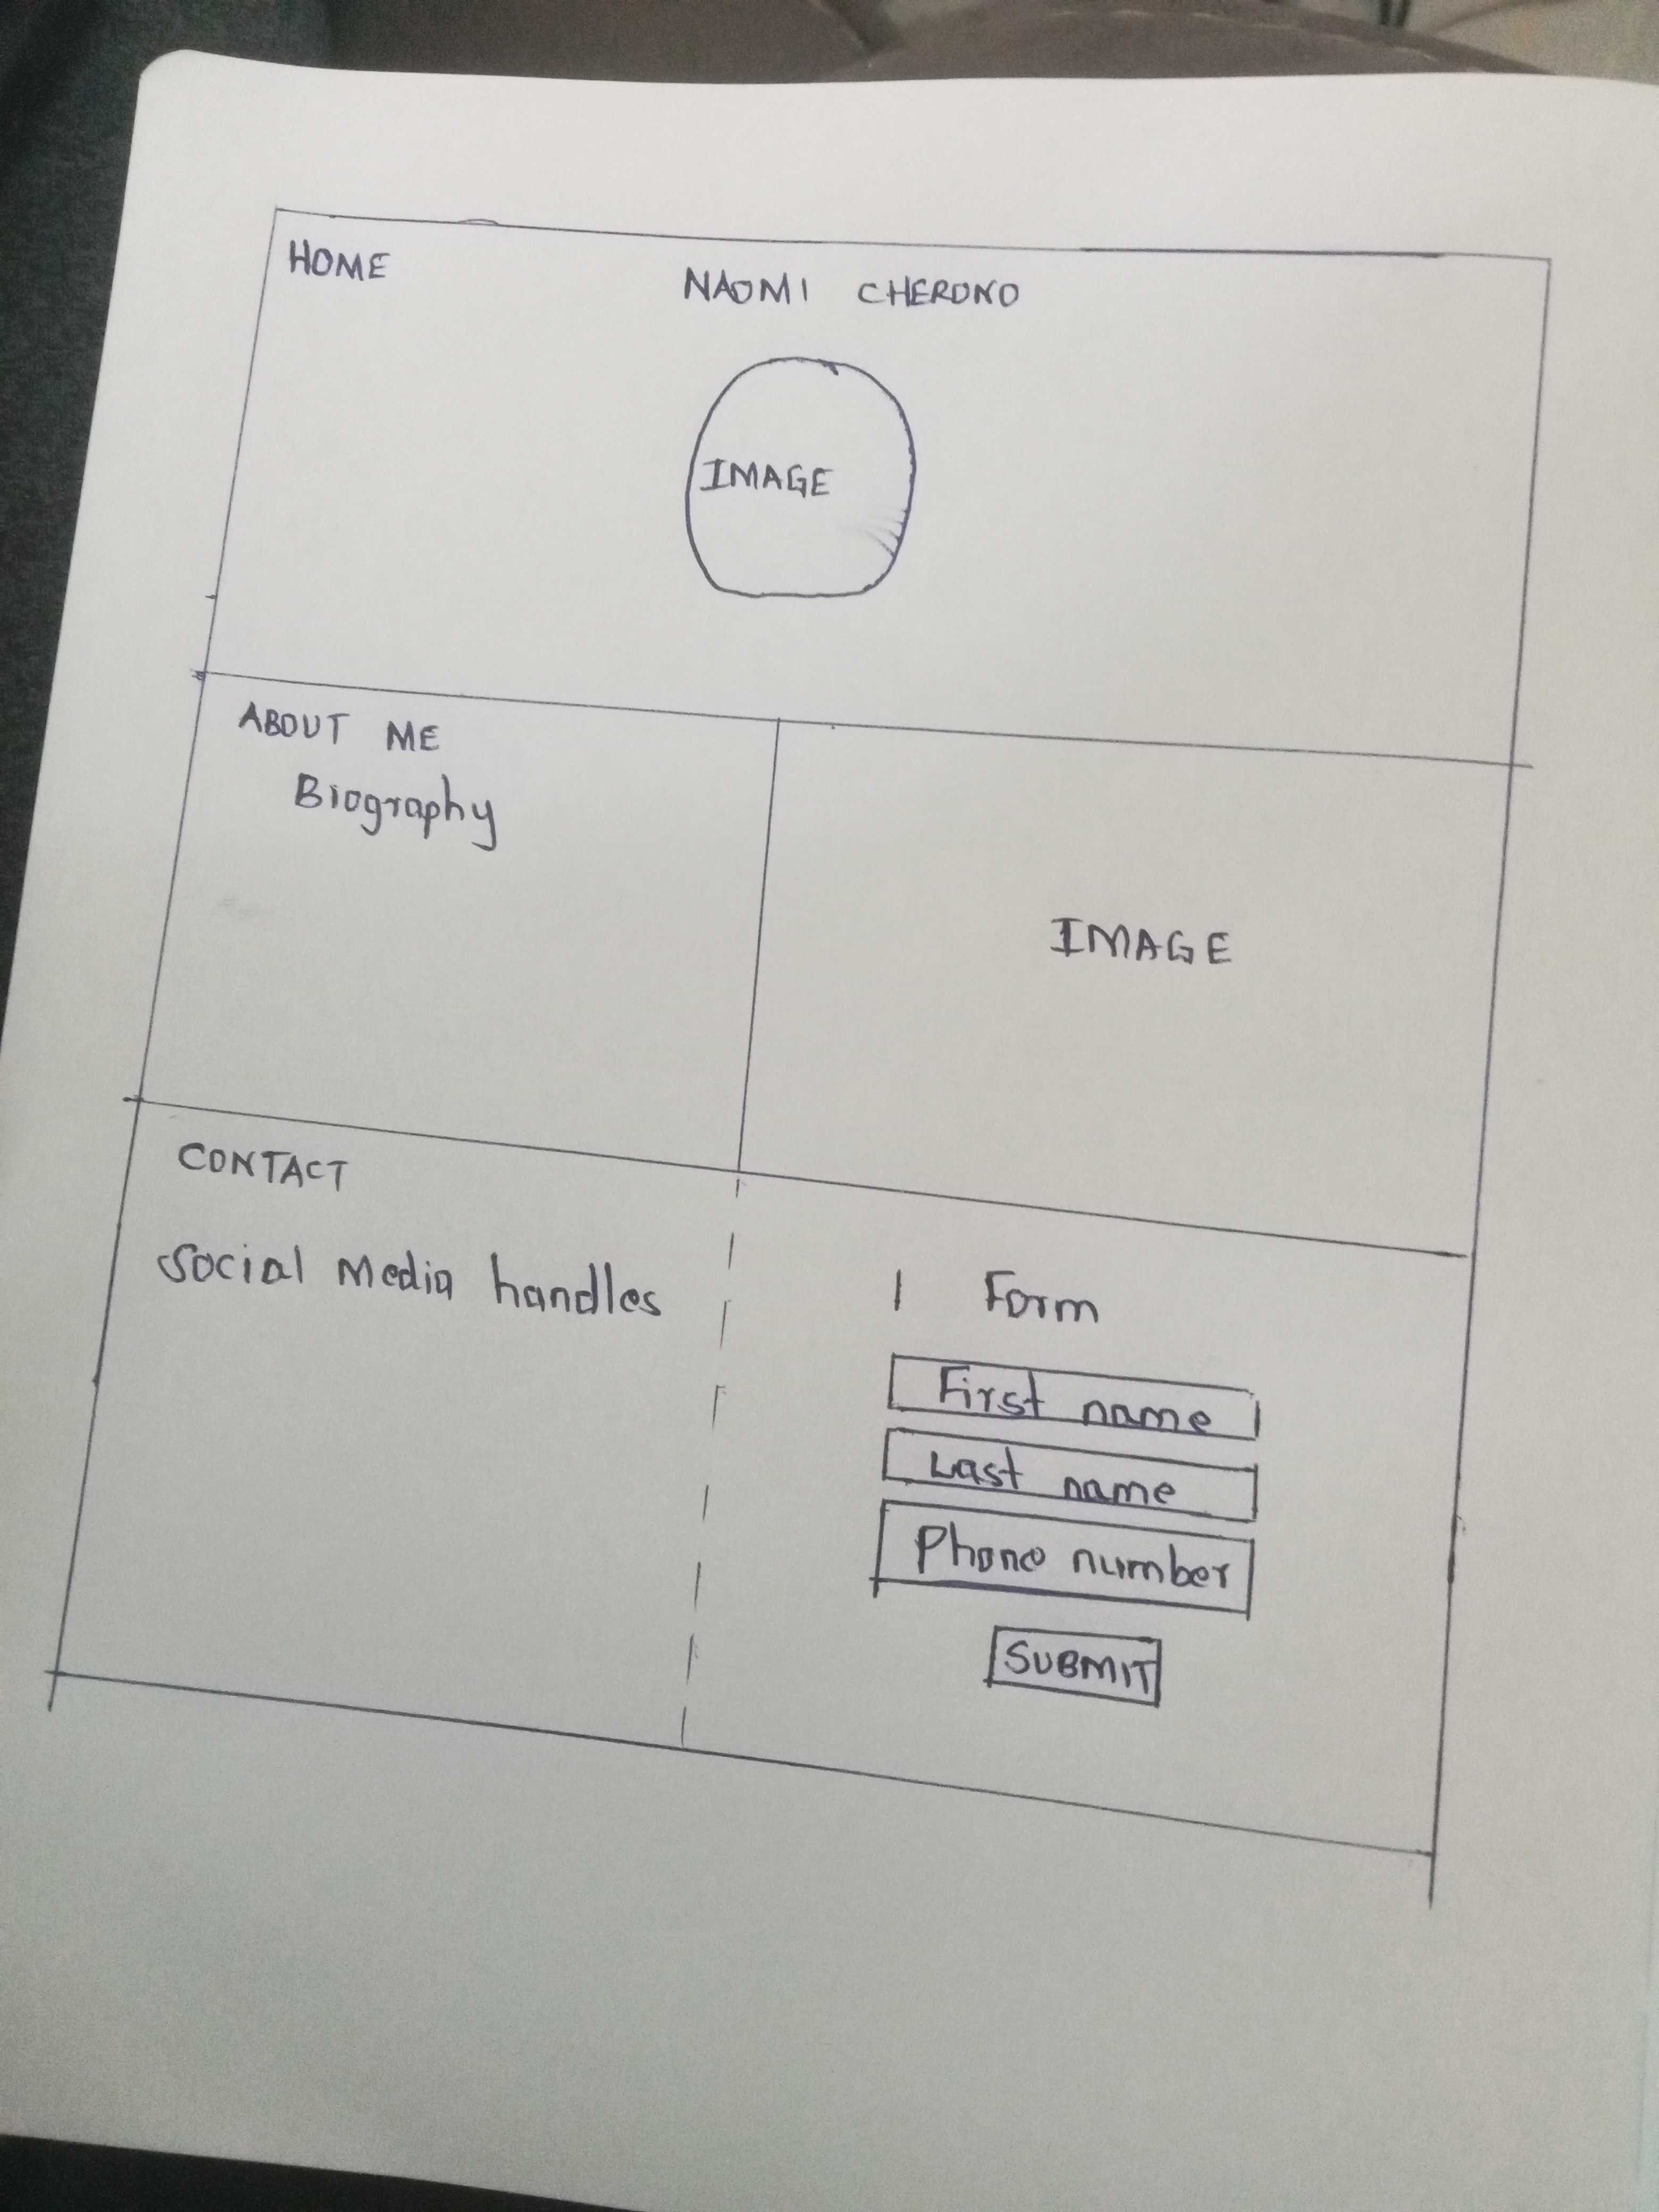 HOME
NAOMI CHERONO
IMAGE
ABOUT ME
Biography
IMAGE
CONTACT
Social Media handles
Form
First name
Last name
Phone number
SUBMIT